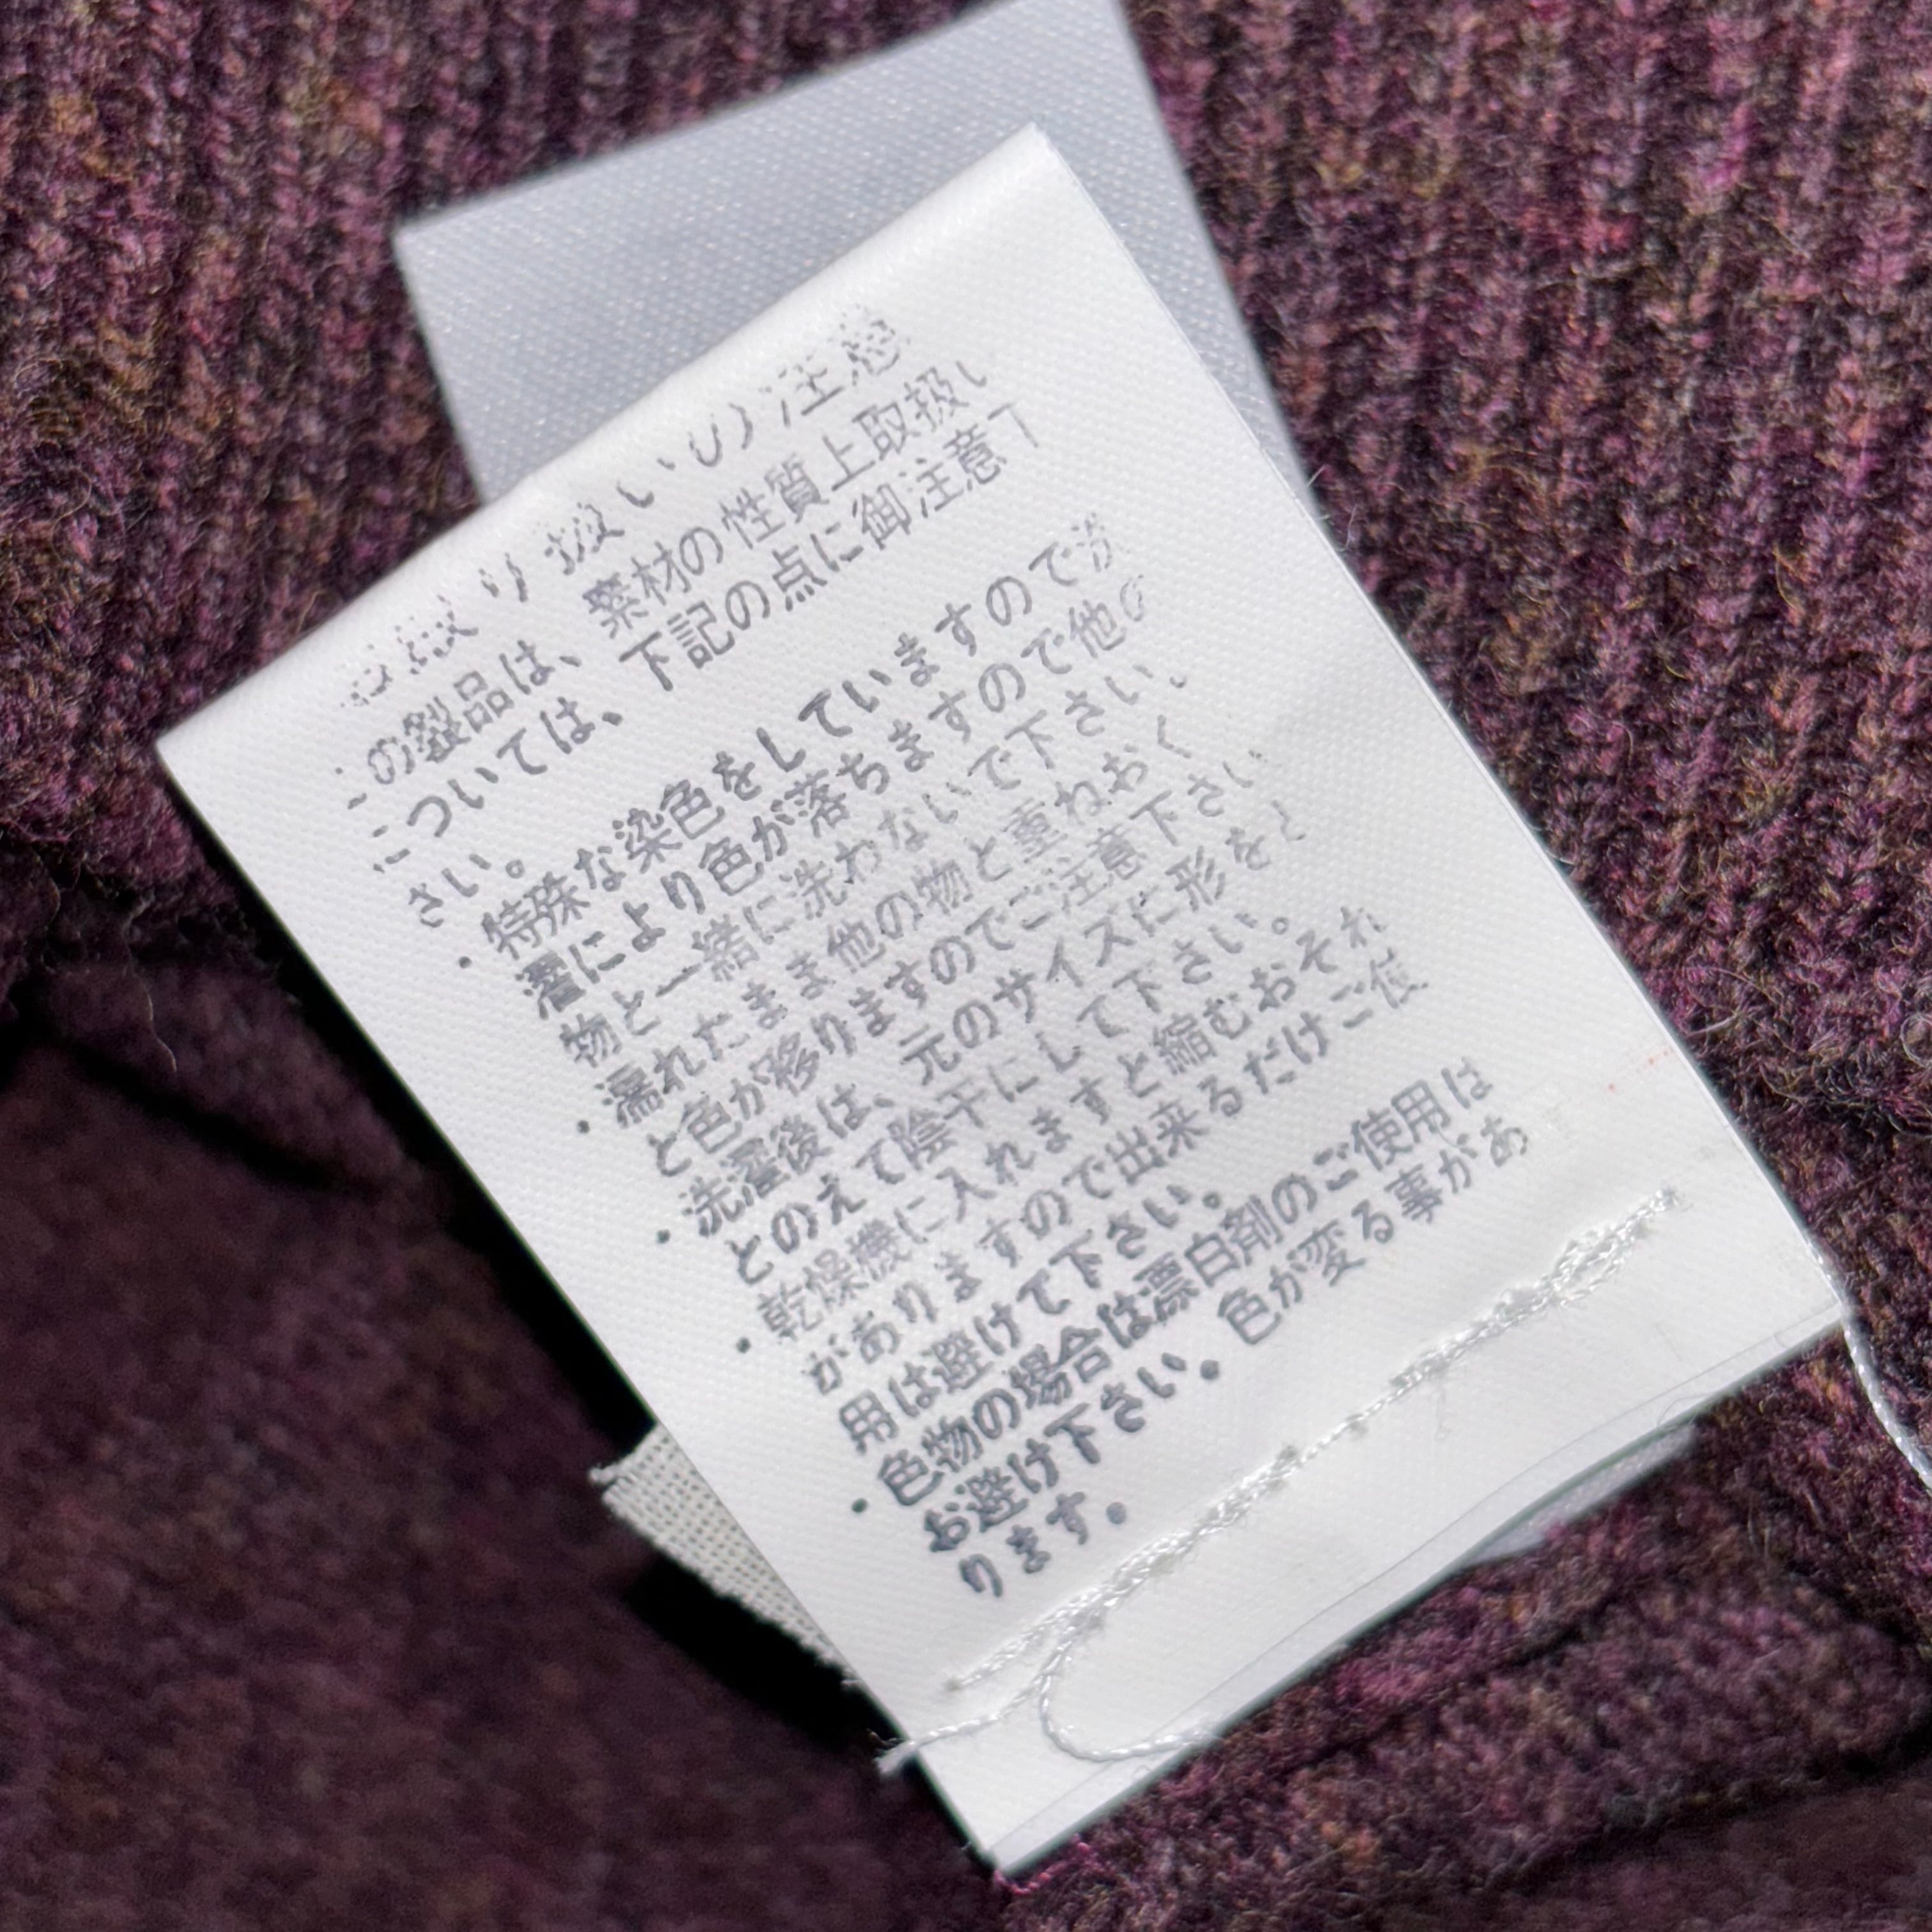 お取り扱いの注意
この製品は、素材の性質上取扱い
については、下記の点に御注意下
さい。
・特殊な染色をしていますので洗
濯により色が落ちますので他の
物と一緒に洗わないで下さい。
・濡れたまま他の物と重ねおく
と色が移りますのでご注意下さい
・洗濯後は、元のサイズに形をと
とのえて陰干にして下さい。
・乾燥機に入れますと縮むおそれ
がありますので出来るだけご使
用は避けて下さい。
・色物の場合は漂白剤のご使用は
お避け下さい。色が変る事があ
ります。